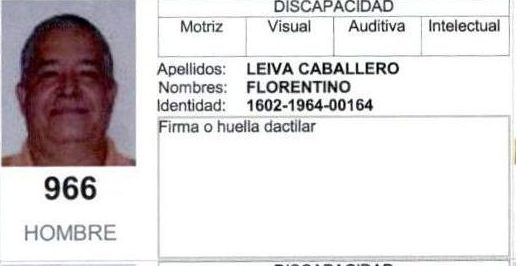 DISCAPACIDAD
Motriz Visual Auditiva Intelectual
Apellidos: LEIVA CABALLERO
Nombres: FLORENTINO
Identidad: 1602-1964-00164
Firma o huella dactilar
966
HOMBRE
DISCAPACIDAD